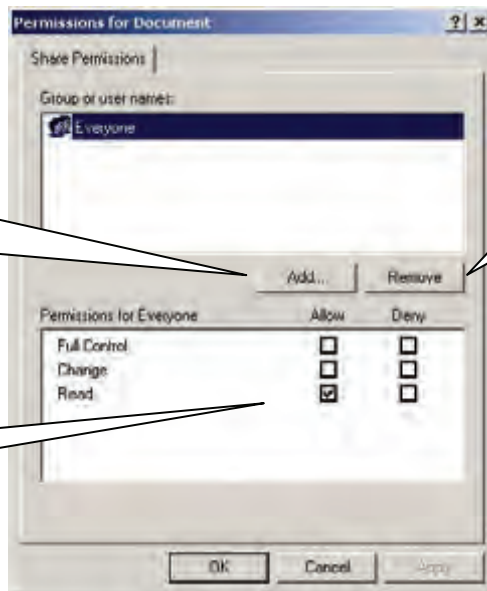 Permissions for Document
Share Permissions
Group or user names:
Everyone
Add... Remove
Permissions for Everyone Allow Deny
Full Control
Change
Read
OK Cancel Apply